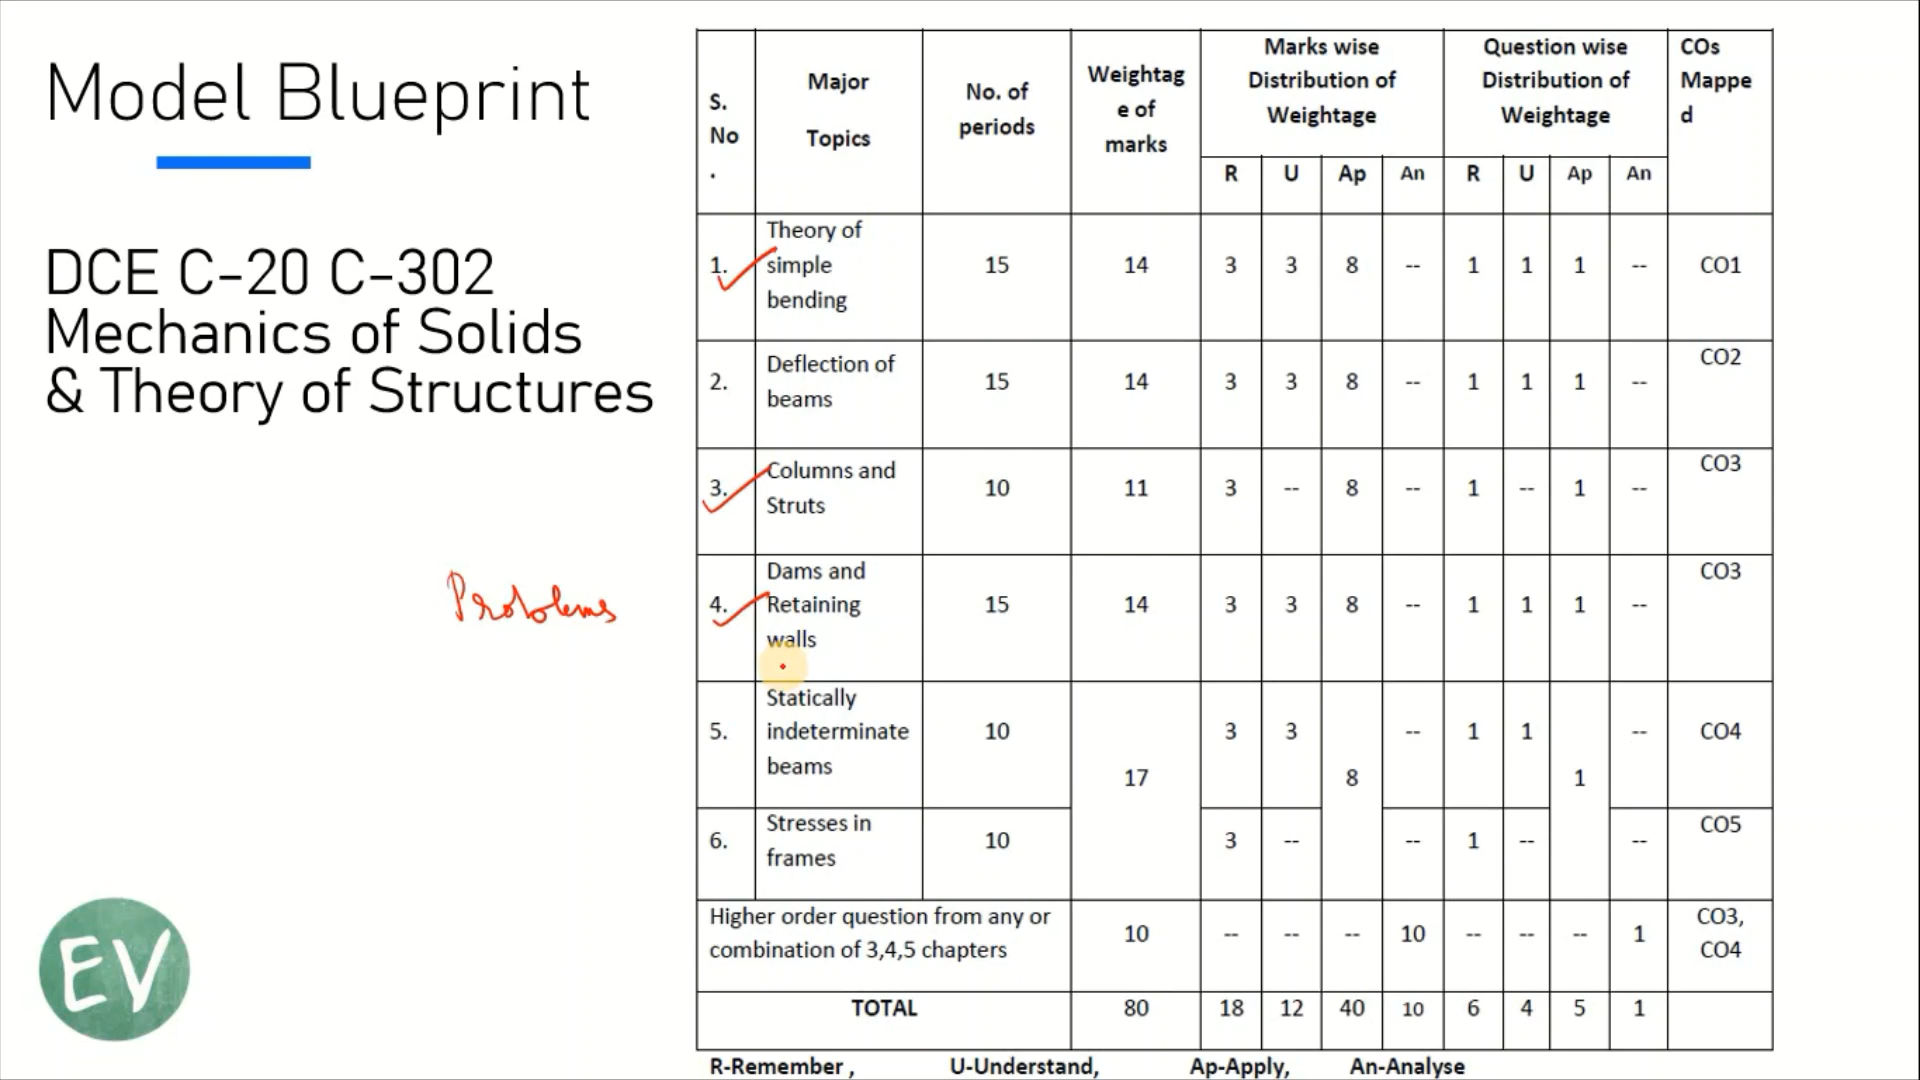 Model Blueprint
DCE C-20 C-302
Mechanics of Solids
& Theory of Structures
Problems
EV
S. No . | Major Topics | No. of periods | Weightag e of marks | Marks wise Distribution of Weightage | Question wise Distribution of Weightage | COs Mappe d
R | U | Ap | An | R | U | Ap | An
1. | Theory of simple bending | 15 | 14 | 3 | 3 | 8 | -- | 1 | 1 | 1 | -- | CO1
2. | Deflection of beams | 15 | 14 | 3 | 3 | 8 | -- | 1 | 1 | 1 | -- | CO2
3. | Columns and Struts | 10 | 11 | 3 | -- | 8 | -- | 1 | -- | 1 | -- | CO3
4. | Dams and Retaining walls | 15 | 14 | 3 | 3 | 8 | -- | 1 | 1 | 1 | -- | CO3
5. | Statically indeterminate beams | 10 | 17 | 3 | 3 | 8 | -- | 1 | 1 | 1 | -- | CO4
6. | Stresses in frames | 10 | 3 | -- | -- | 1 | -- | -- | CO5
Higher order question from any or combination of 3,4,5 chapters | 10 | -- | -- | -- | 10 | -- | -- | -- | 1 | CO3, CO4
TOTAL | 80 | 18 | 12 | 40 | 10 | 6 | 4 | 5 | 1
R-Remember , U-Understand, Ap-Apply, An-Analyse